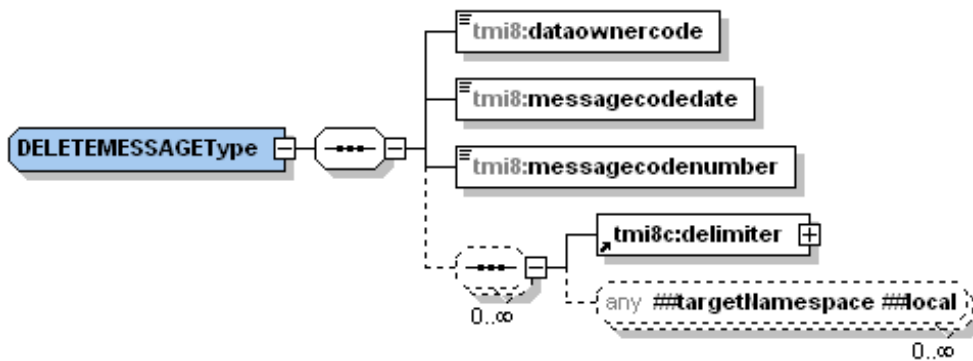 tmi8:dataownercode
tmi8:messagecodedate
DELETEMESSAGEType
tmi8:messagecodenumber
tmi8c:delimiter
0..∞
any ##targetNamespace ##local
0..∞